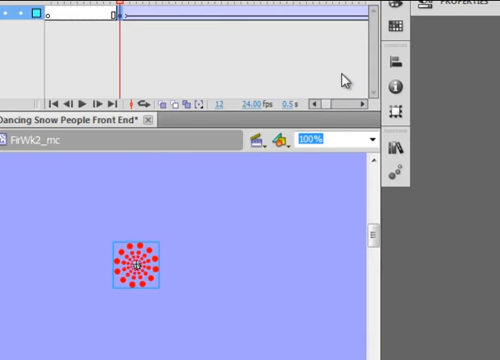 PROPERTIES
12 24.00 fps 0.5 s
Dancing Snow People Front End*
FirWk2_mc
100%